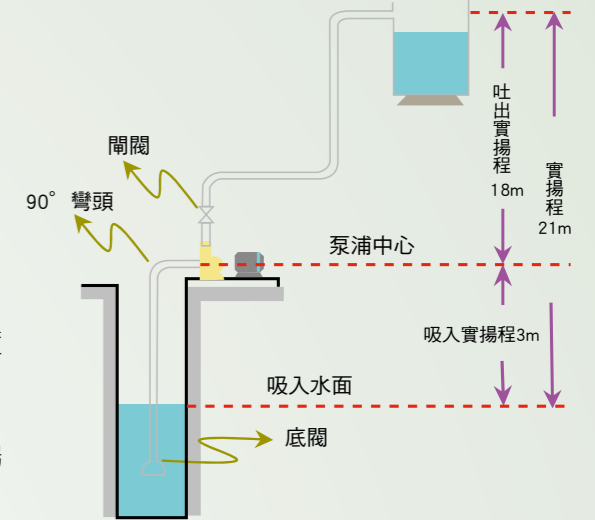 吐出實揚程
18m
實揚程
21m
閘閥
90° 彎頭
泵浦中心
吸入實揚程3m
吸入水面
底閥